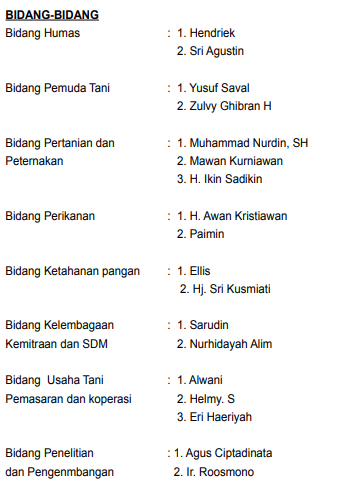 BIDANG-BIDANG
Bidang Humas : 1. Hendriek
2. Sri Agustin
Bidang Pemuda Tani : 1. Yusuf Saval
2. Zulvy Ghibran H
Bidang Pertanian dan : 1. Muhammad Nurdin, SH
Peternakan 2. Mawan Kurniawan
3. H. Ikin Sadikin
Bidang Perikanan : 1. H. Awan Kristiawan
2. Paimin
Bidang Ketahanan pangan : 1. Ellis
2. Hj. Sri Kusmiati
Bidang Kelembagaan : 1. Sarudin
Kemitraan dan SDM 2. Nurhidayah Alim
Bidang Usaha Tani : 1. Alwani
Pemasaran dan koperasi 2. Helmy. S
3. Eri Haeriyah
Bidang Penelitian : 1. Agus Ciptadinata
dan Pengenmbangan 2. Ir. Roosmono